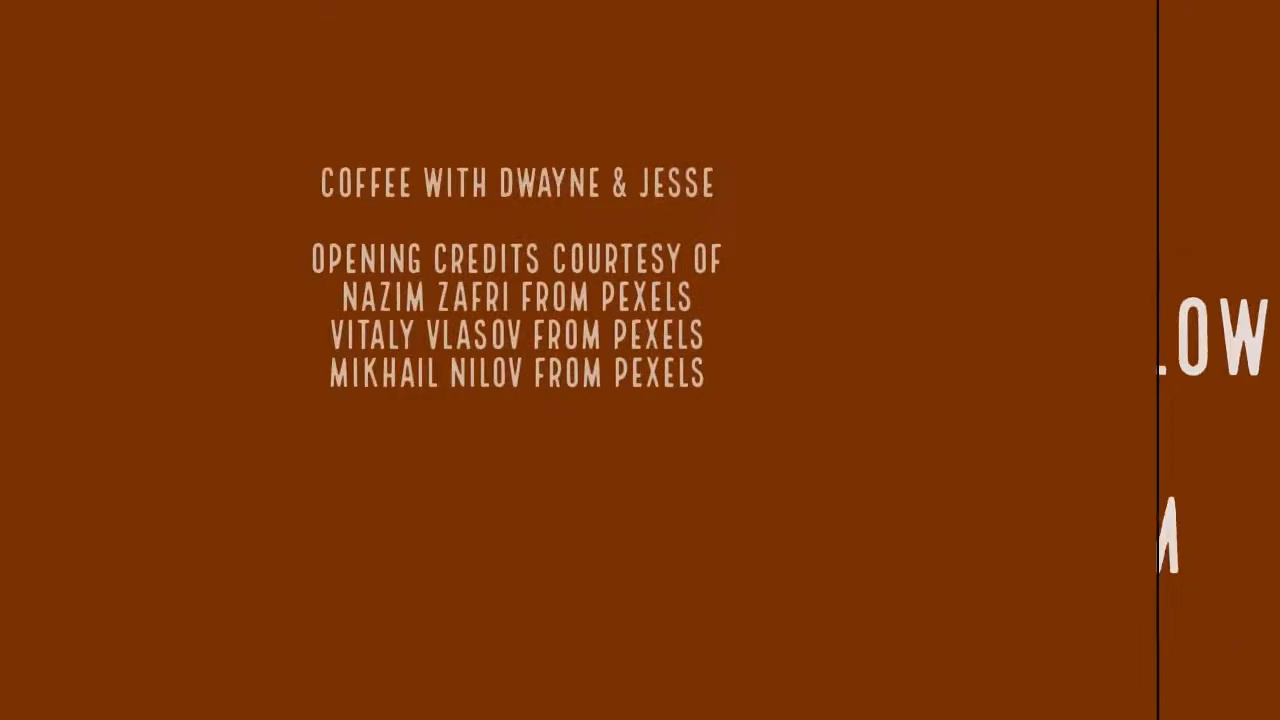 COFFEE WITH DWAYNE & JESSE
OPENING CREDITS COURTESY OF
NAZIM ZAFRI FROM PEXELS
VITALY VLASOV FROM PEXELS
MIKHAIL NILOV FROM PEXELS
LOW
M